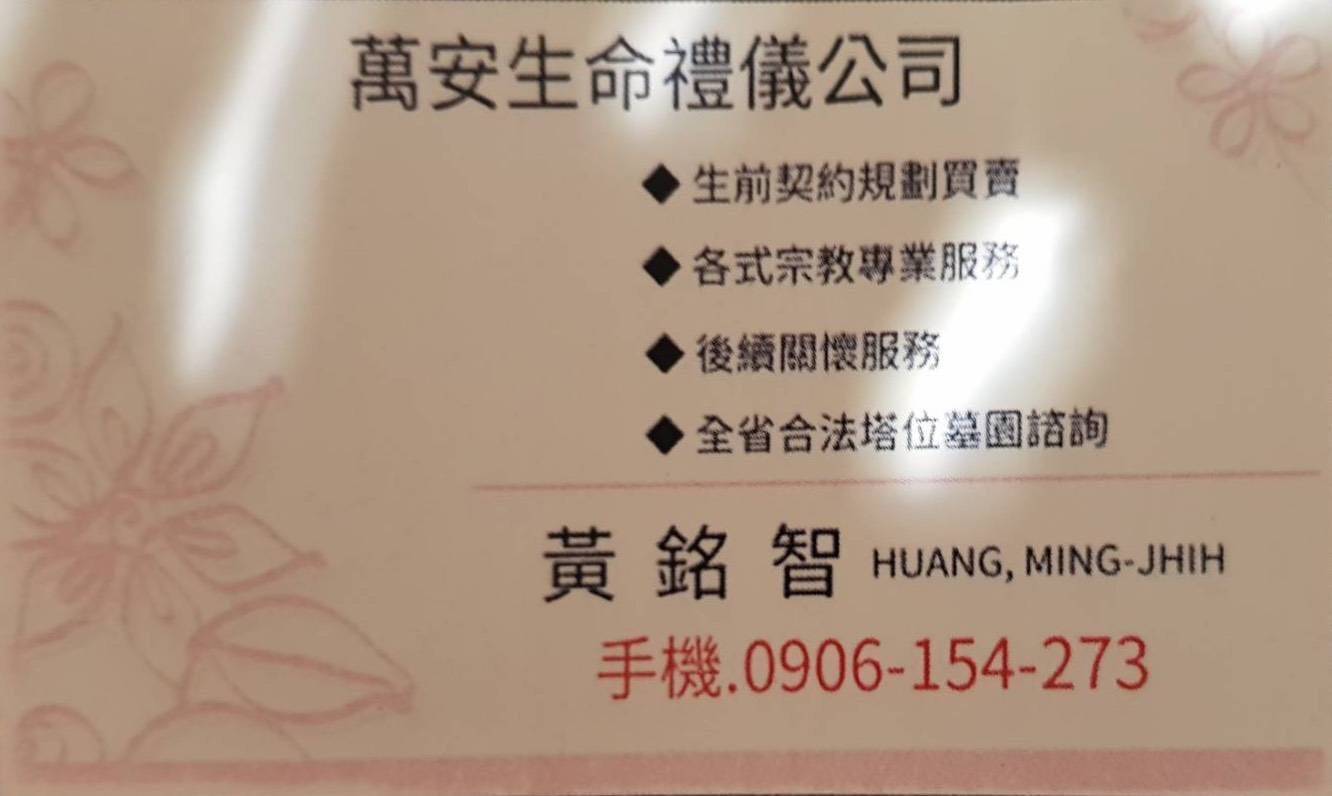 萬安生命禮儀公司
◆ 生前契約規劃買賣
◆ 各式宗教專業服務
◆ 後續關懷服務
◆ 全省合法塔位墓園諮詢
黃銘智 HUANG, MING-JHIH
手機.0906-154-273